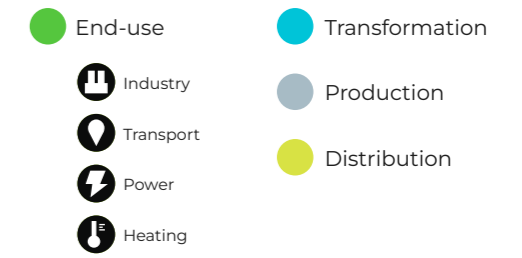 End-use
Industry
Transport
Power
Heating
Transformation
Production
Distribution